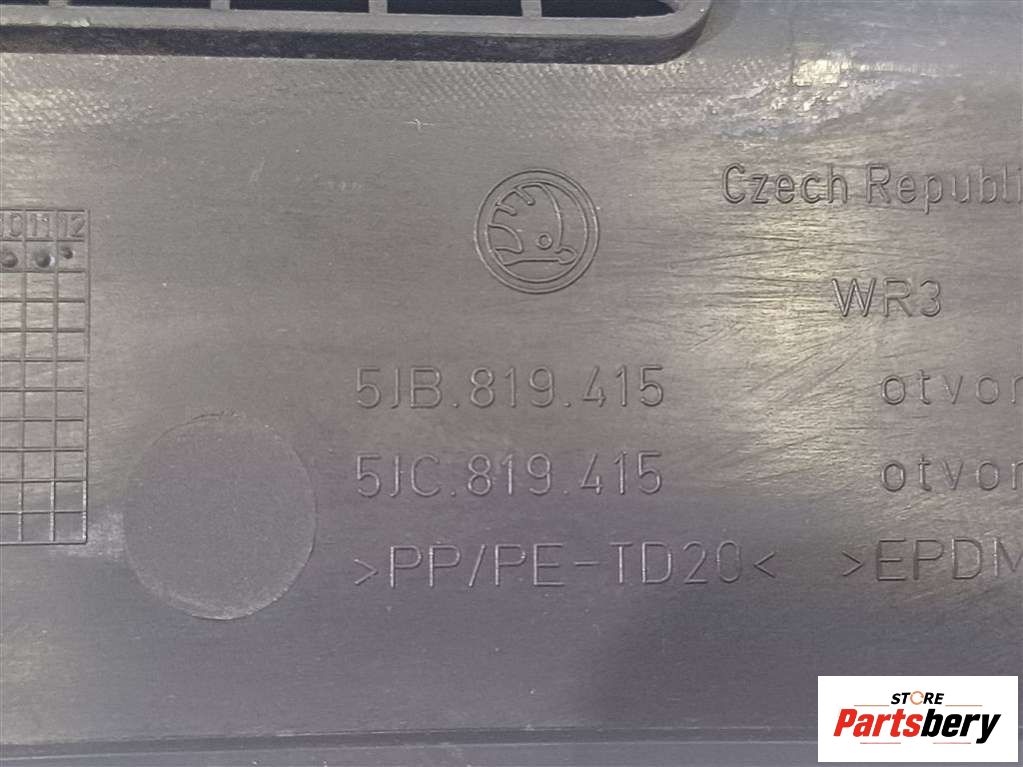 Czech Republi
10 11 12
WR3
5JB.819.415 otvor
5JC.819.415 otvor
>PP/PE-TD20< >EPDM
STORE
Partsbery